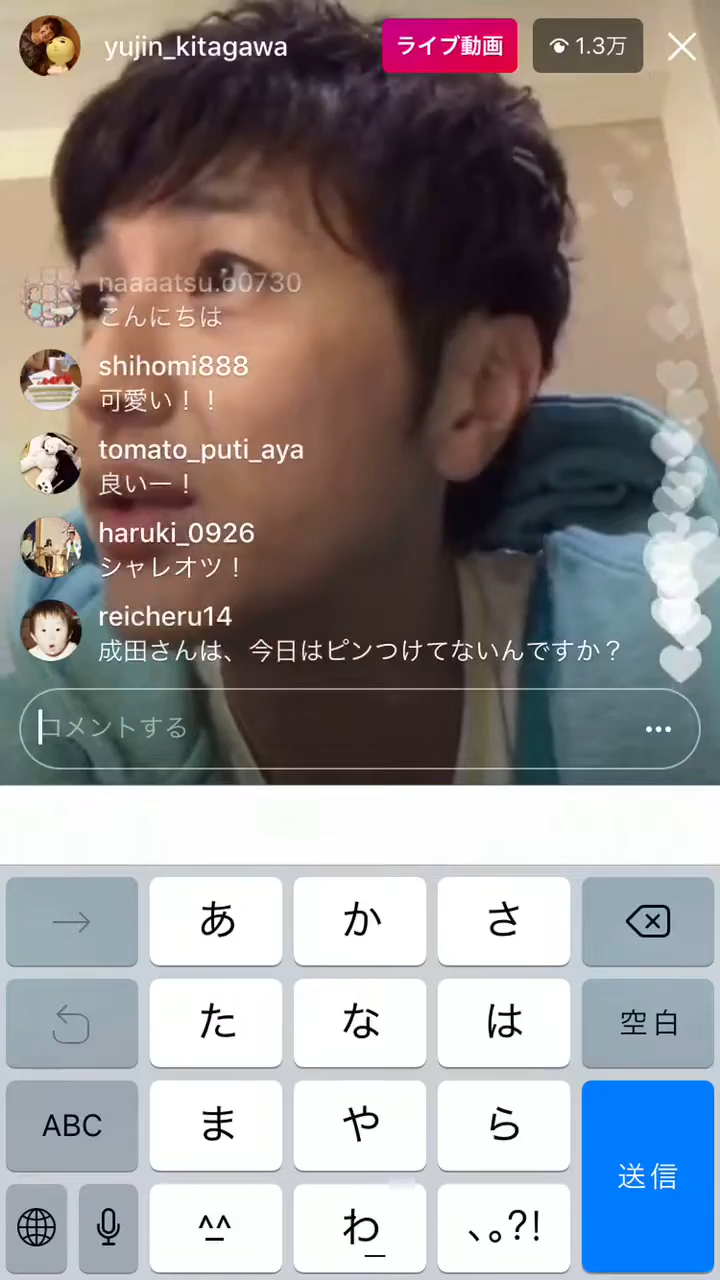 yujin_kitagawa
ライブ動画
1.3万
naaaatsu.o0730
こんにちは
shihomi888
可愛い！！
tomato_puti_aya
良いー！
haruki_0926
シャレオツ！
reicheru14
成田さんは、今日はピンつけてないんですか？
コメントする
→ あ か さ
た な は 空白
ABC ま や ら 送信
^^ わ 、。?!